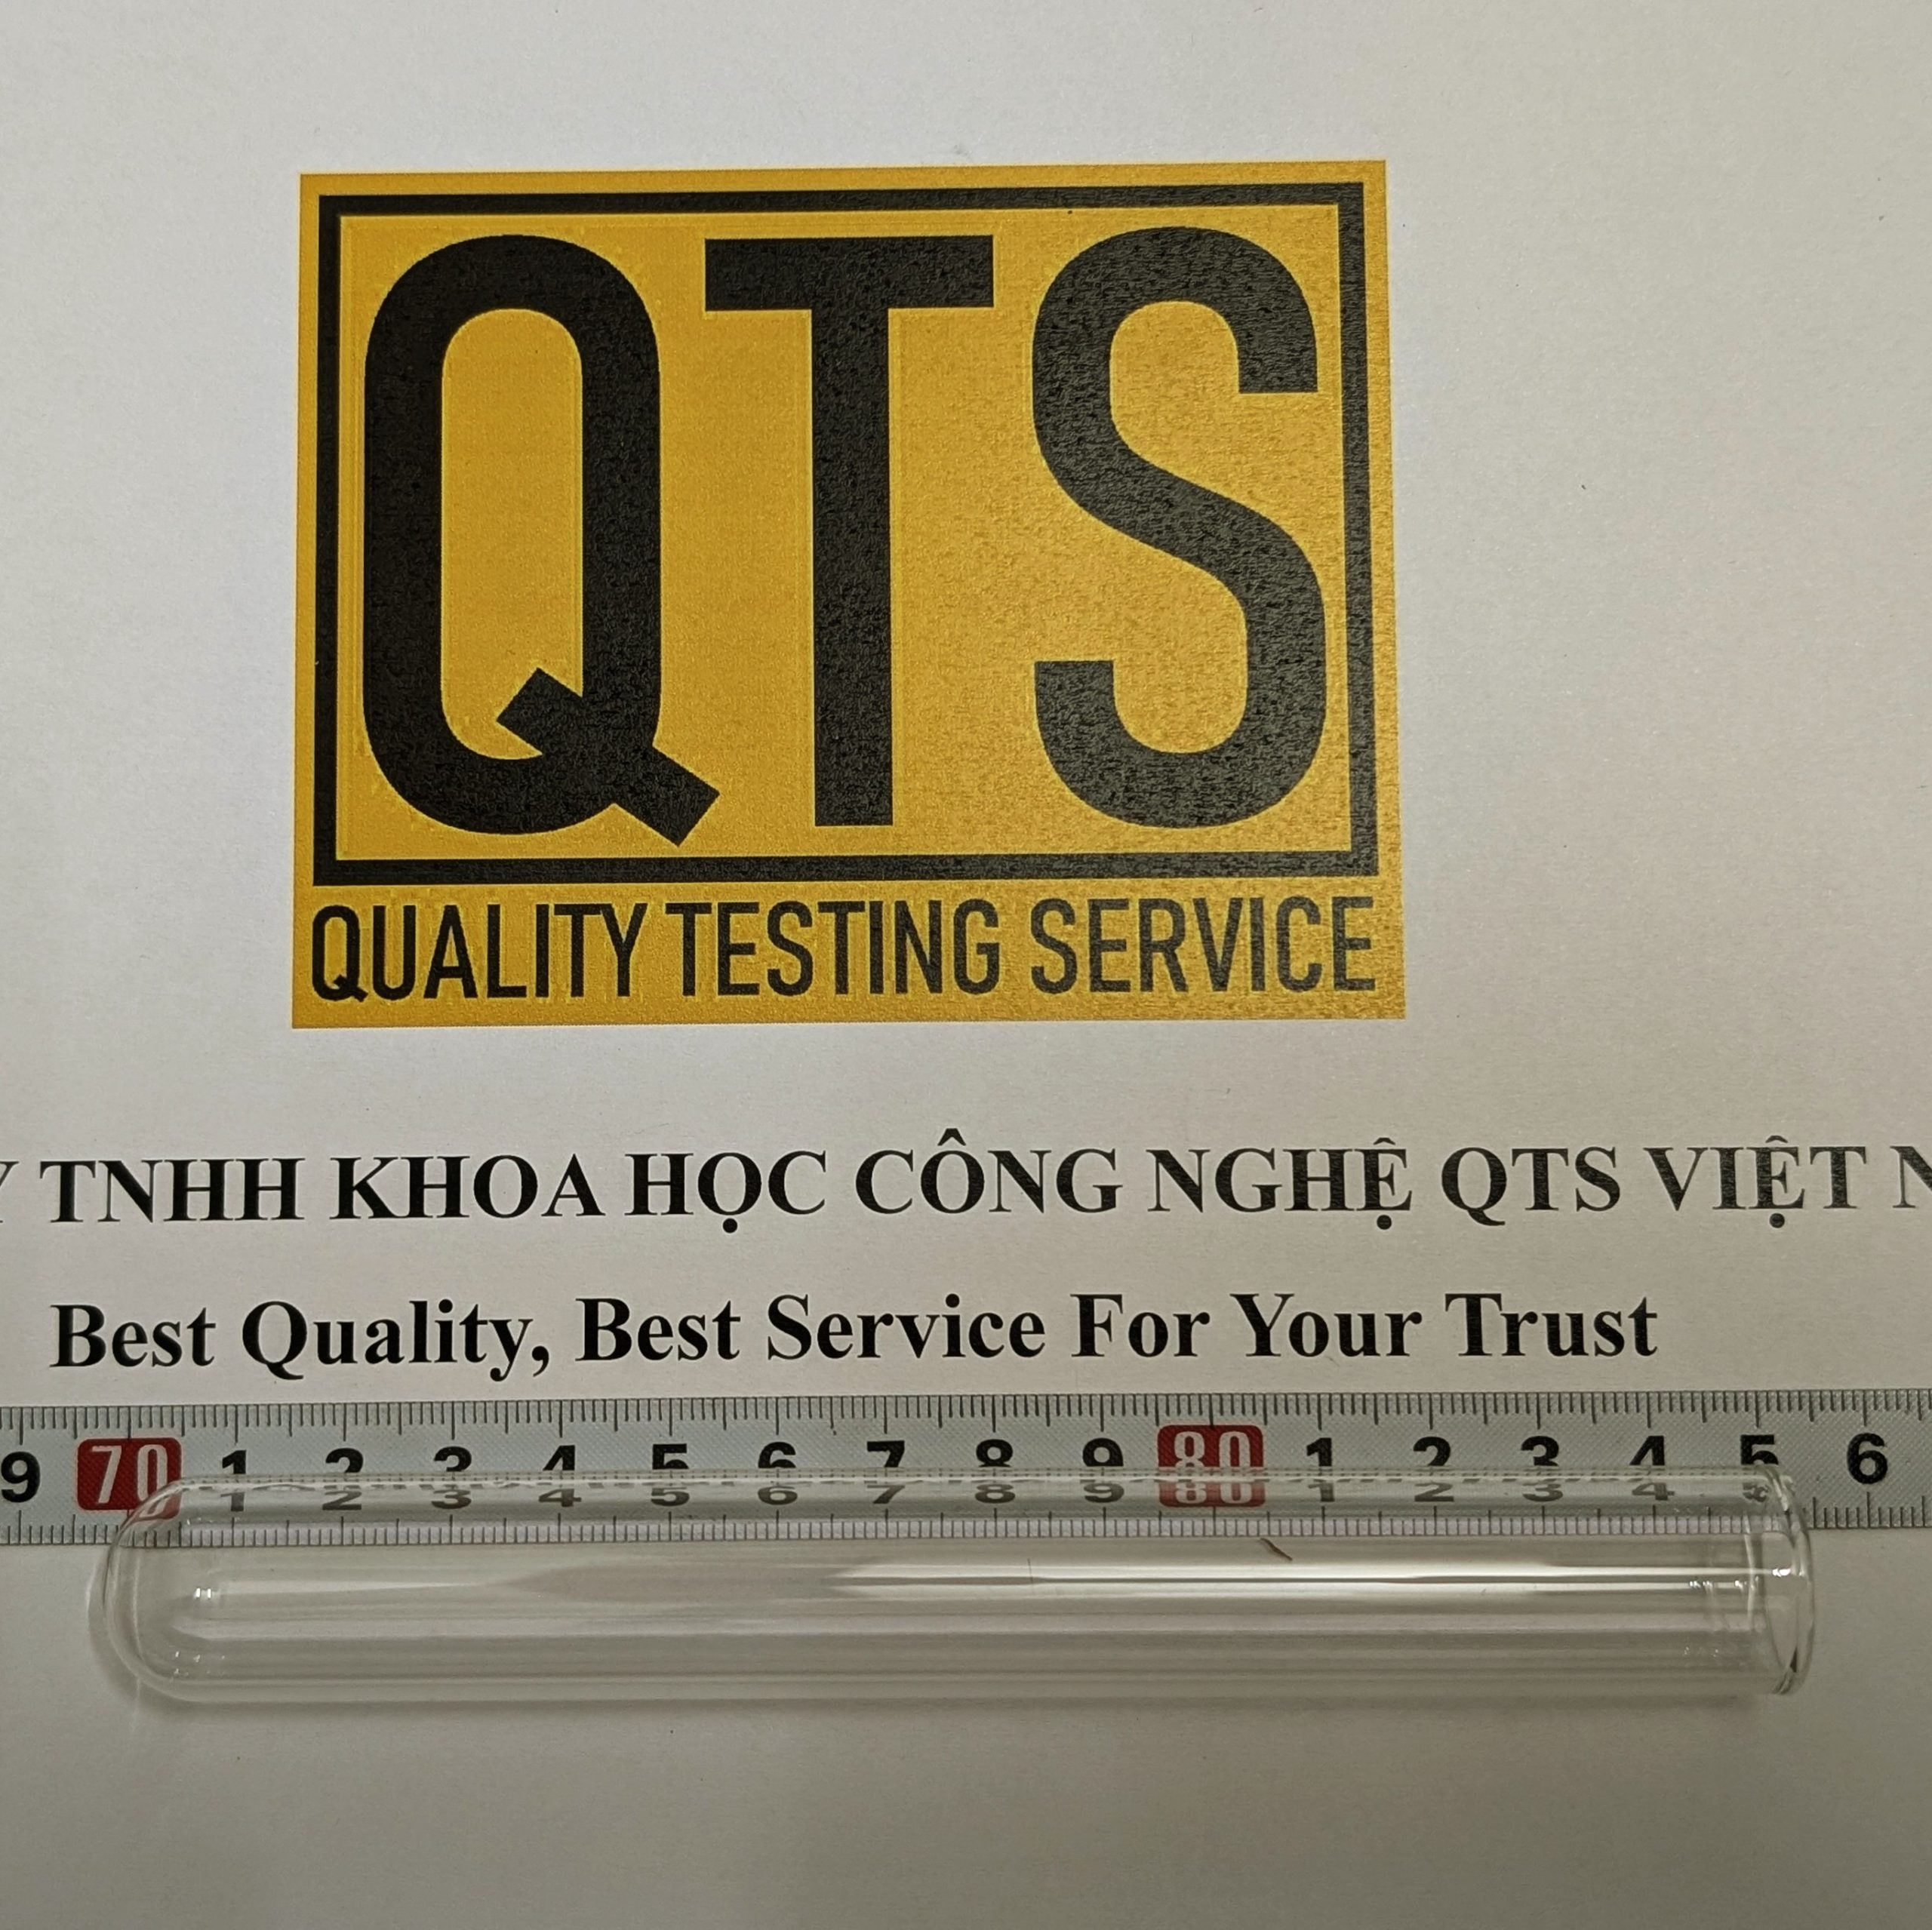 QTS
QUALITY TESTING SERVICE
Y TNHH KHOA HỌC CÔNG NGHỆ QTS VIỆT N
Best Quality, Best Service For Your Trust
9 70 1 2 3 4 5 6 7 8 9 80 1 2 3 4 5 6